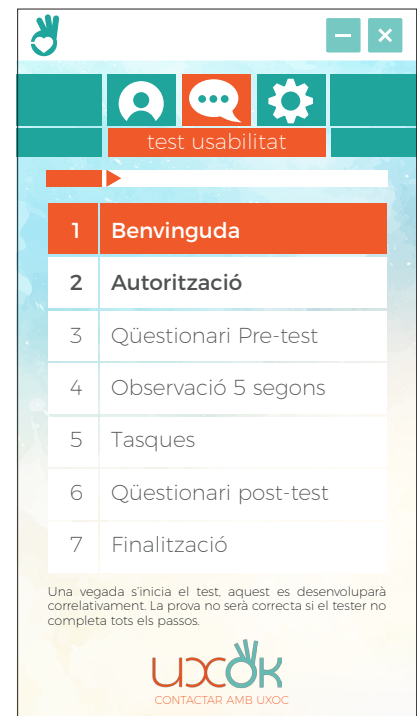 test usabilitat
1 Benvinguda
2 Autorització
3 Qüestionari Pre-test
4 Observació 5 segons
5 Tasques
6 Qüestionari post-test
7 Finalització
Una vegada s’inicia el test, aquest es desenvoluparà
correlativament. La prova no serà correcta si el tester no
completa tots els passos.
uxok
CONTACTAR AMB UXOC